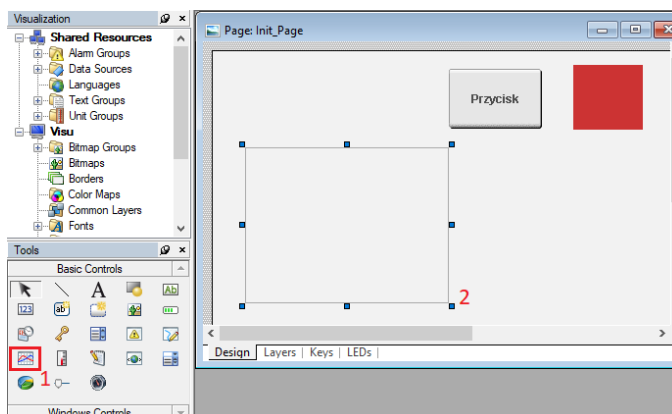 Visualization
Shared Resources
Alarm Groups
Data Sources
Languages
Text Groups
Unit Groups
Visu
Bitmap Groups
Bitmaps
Borders
Color Maps
Common Layers
Fonts
Tools
Basic Controls
A
Ab
123
ab
1
Windows Controls
Page: Init_Page
Przycisk
2
Design | Layers | Keys | LEDs |